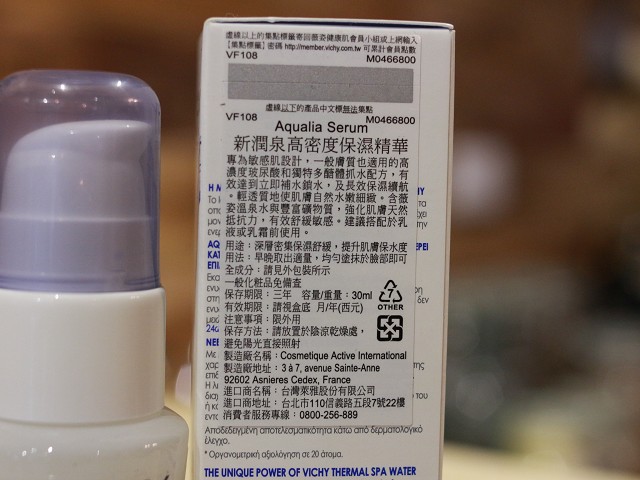 虛線以上的集點標籤寄回薇姿健康肌會員小組或上網輸入
【集點標籤】密碼 http://member.vichy.com.tw 可累計會員點數
VF108 M0466800
虛線以下的產品中文標無法集點
VF108 M0466800
Aqualia Serum
新潤泉高密度保濕精華
專為敏感肌設計，一般膚質也適用的高
濃度玻尿酸和獨特多醣體抓水配方，有
效達到立即補水鎖水，及長效保濕續航
。輕透質地使肌膚自然水嫩細緻。含薇
姿溫泉水與豐富礦物質，強化肌膚天然
抵抗力，有效舒緩敏感。建議搭配於乳
液或乳霜前使用。
用途：深層密集保濕舒緩，提升肌膚保水度
用法：早晚取出適量，均勻塗抹於臉部即可
全成分：請見外包裝所示
一般化粧品免備查
保存期限：三年 容量/重量：30ml
有效期限：請視盒底 月/年(西元)
注意事項：限外用
保存方法：請放置於陰涼乾燥處，
避免陽光直接照射
7
OTHER
製造廠名稱：Cosmetique Active International
製造廠地址：3 à 7, avenue Sainte-Anne
92602 Asnieres Cedex, France
進口商名稱：台灣萊雅股份有限公司
進口商地址：台北市110信義路五段7號22樓
消費者服務專線：0800-256-889
Αποδεδειγμένη αποτελεσματικότητα κάτω από δερματολογικό
έλεγχο.
* Οργανομετρική αξιολόγηση σε 20 άτομα.
THE UNIQUE POWER OF VICHY THERMAL SPA WATER